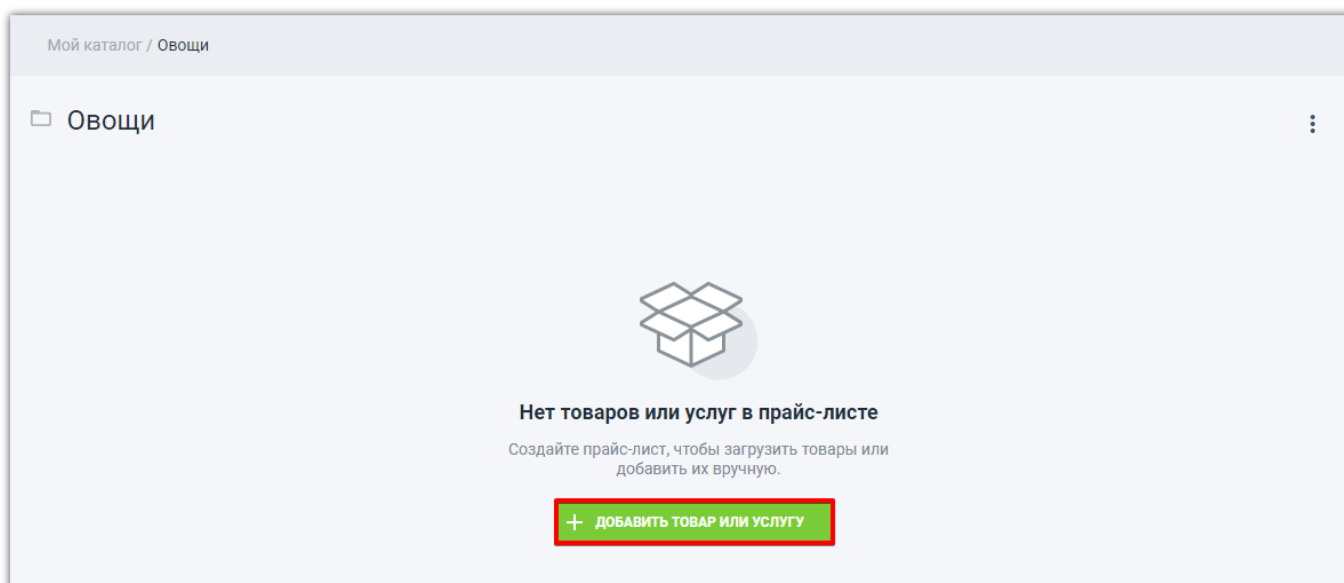 Мой каталог / Овощи
Овощи
Нет товаров или услуг в прайс-листе
Создайте прайс-лист, чтобы загрузить товары или
добавить их вручную.
+ ДОБАВИТЬ ТОВАР ИЛИ УСЛУГУ